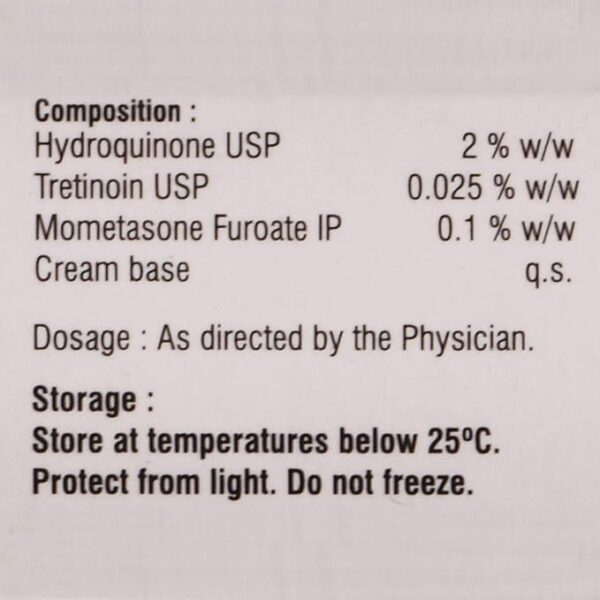 Composition :
Hydroquinone USP 2 % w/w
Tretinoin USP 0.025 % w/w
Mometasone Furoate IP 0.1 % w/w
Cream base q.s.
Dosage : As directed by the Physician.
Storage :
Store at temperatures below 25ºC.
Protect from light. Do not freeze.